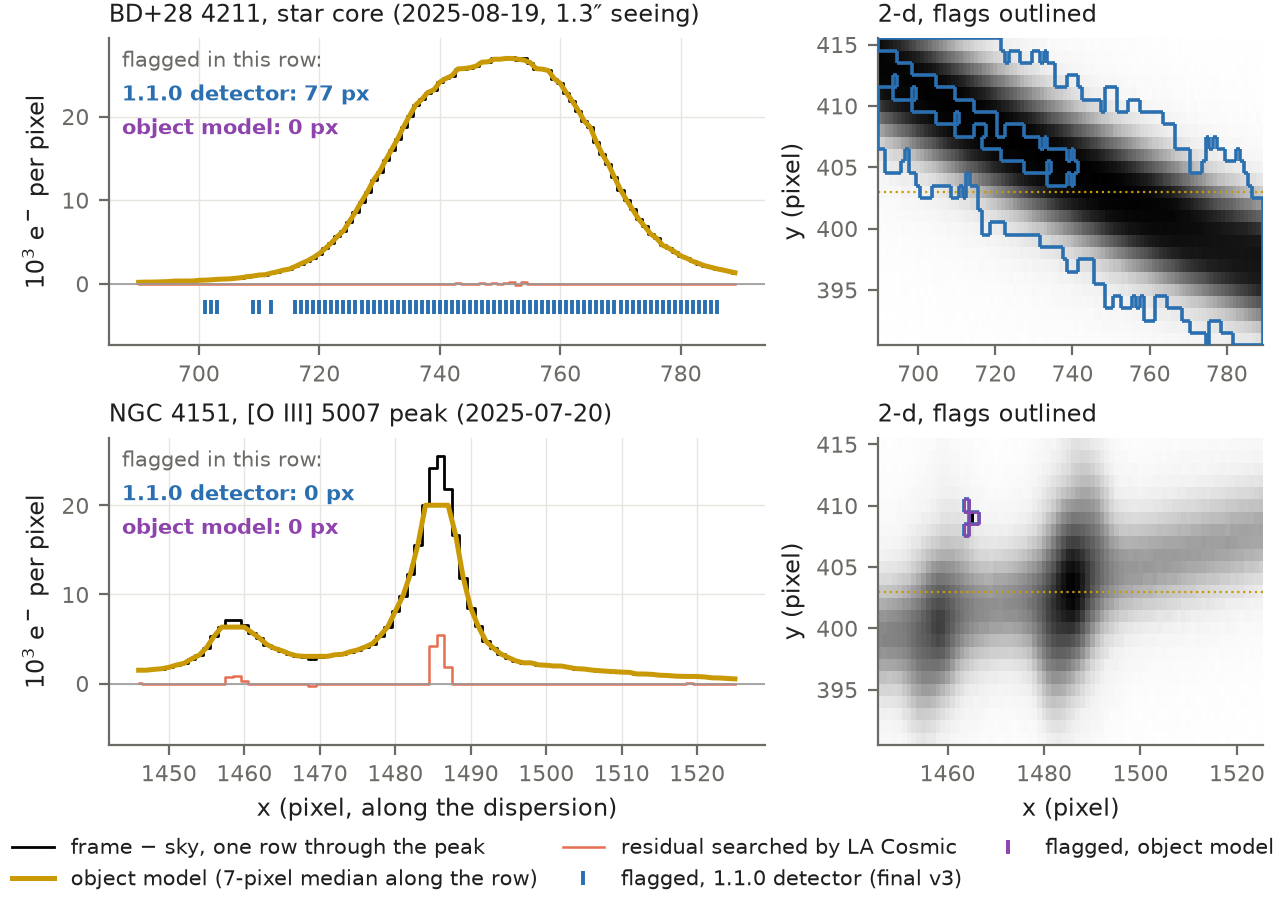 BD+28 4211, star core (2025-08-19, 1.3″ seeing)
2-d, flags outlined
flagged in this row:
1.1.0 detector: 77 px
object model: 0 px
10³ e⁻ per pixel
20
10
0
700
720
740
760
780
y (pixel)
415
410
405
400
395
700
720
740
760
780
NGC 4151, [O III] 5007 peak (2025-07-20)
2-d, flags outlined
flagged in this row:
1.1.0 detector: 0 px
object model: 0 px
10³ e⁻ per pixel
20
10
0
1450
1460
1470
1480
1490
1500
1510
1520
x (pixel, along the dispersion)
y (pixel)
415
410
405
400
395
1460
1480
1500
1520
x (pixel)
frame − sky, one row through the peak
object model (7-pixel median along the row)
residual searched by LA Cosmic
flagged, 1.1.0 detector (final v3)
flagged, object model